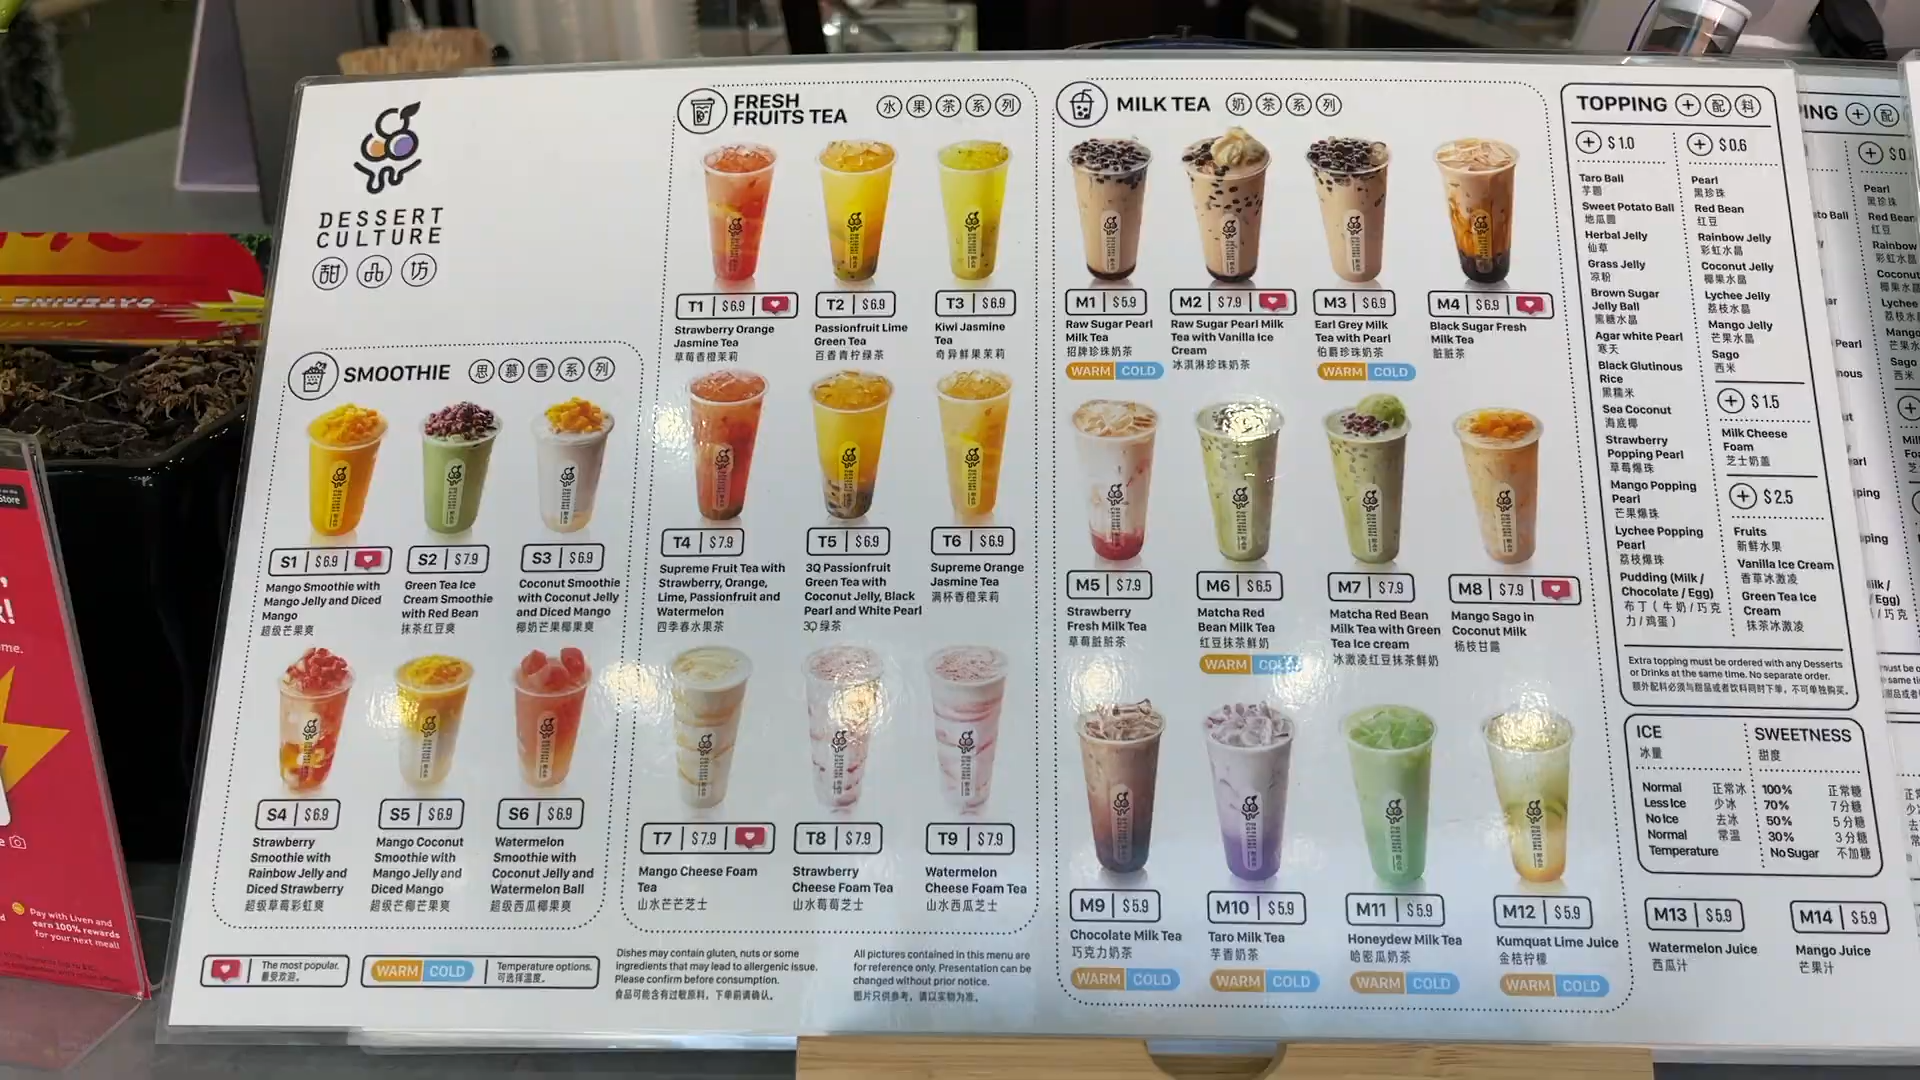 DESSERT
CULTURE
甜品坊
SMOOTHIE 思慕雪系列
S1 $6.9
Mango Smoothie with
Mango Jelly and Diced
Mango
超级芒果爽
S2 $7.9
Green Tea Ice
Cream Smoothie
with Red Bean
抹茶红豆爽
S3 $6.9
Coconut Smoothie
with Coconut Jelly
and Diced Mango
椰奶芒果椰果爽
S4 $6.9
Strawberry
Smoothie with
Rainbow Jelly and
Diced Strawberry
超级草莓彩虹爽
S5 $6.9
Mango Coconut
Smoothie with
Mango Jelly and
Diced Mango
超级芒椰芒果爽
S6 $6.9
Watermelon
Smoothie with
Coconut Jelly and
Watermelon Ball
超级西瓜椰果爽
The most popular.
最受欢迎。
WARM COLD
Temperature options.
可选择温度。
FRESH
FRUITS TEA 水果茶系列
T1 $6.9
Strawberry Orange
Jasmine Tea
草莓香橙茉莉
T2 $6.9
Passionfruit Lime
Green Tea
百香青柠绿茶
T3 $6.9
Kiwi Jasmine
Tea
奇异鲜果茉莉
T4 $7.9
Supreme Fruit Tea with
Strawberry, Orange,
Lime, Passionfruit and
Watermelon
四季春水果茶
T5 $6.9
3Q Passionfruit
Green Tea with
Coconut Jelly, Black
Pearl and White Pearl
3Q 绿茶
T6 $6.9
Supreme Orange
Jasmine Tea
满杯香橙茉莉
T7 $7.9
Mango Cheese Foam
Tea
山水芒芒芝士
T8 $7.9
Strawberry
Cheese Foam Tea
山水莓莓芝士
T9 $7.9
Watermelon
Cheese Foam Tea
山水西瓜芝士
Dishes may contain gluten, nuts or some
ingredients that may lead to allergenic issue.
Please confirm before consumption.
食品可能含有过敏原料，下单前请确认。
All pictures contained in this menu are
for reference only. Presentation can be
changed without prior notice.
图片只供参考，请以实物为准。
MILK TEA 奶茶系列
M1 $5.9
Raw Sugar Pearl
Milk Tea
招牌珍珠奶茶
WARM COLD
M2 $7.9
Raw Sugar Pearl Milk
Tea with Vanilla Ice
Cream
冰淇淋珍珠奶茶
M3 $6.9
Earl Grey Milk
Tea with Pearl
伯爵珍珠奶茶
WARM COLD
M4 $6.9
Black Sugar Fresh
Milk Tea
脏脏茶
M5 $7.9
Strawberry
Fresh Milk Tea
草莓脏脏茶
M6 $6.5
Matcha Red
Bean Milk Tea
红豆抹茶鲜奶
WARM COLD
M7 $7.9
Matcha Red Bean
Milk Tea with Green
Tea Ice cream
冰激凌红豆抹茶鲜奶
M8 $7.9
Mango Sago in
Coconut Milk
杨枝甘露
M9 $5.9
Chocolate Milk Tea
巧克力奶茶
WARM COLD
M10 $5.9
Taro Milk Tea
芋香奶茶
WARM COLD
M11 $5.9
Honeydew Milk Tea
哈密瓜奶茶
WARM COLD
M12 $5.9
Kumquat Lime Juice
金桔柠檬
WARM COLD
M13 $5.9
Watermelon Juice
西瓜汁
M14 $5.9
Mango Juice
芒果汁
TOPPING + 配料
+ $1.0
Taro Ball
芋圆
Sweet Potato Ball
地瓜圆
Herbal Jelly
仙草
Grass Jelly
凉粉
Brown Sugar
Jelly Ball
黑糖水晶
Agar white Pearl
寒天
Black Glutinous
Rice
黑糯米
Sea Coconut
海底椰
Strawberry
Popping Pearl
草莓爆珠
Mango Popping
Pearl
芒果爆珠
Lychee Popping
Pearl
荔枝爆珠
Pudding (Milk /
Chocolate / Egg)
布丁（牛奶/巧克
力/鸡蛋）
+ $0.6
Pearl
黑珍珠
Red Bean
红豆
Rainbow Jelly
彩虹水晶
Coconut Jelly
椰果水晶
Lychee Jelly
荔枝水晶
Mango Jelly
芒果水晶
Sago
西米
+ $1.5
Milk Cheese
Foam
芝士奶盖
+ $2.5
Fruits
新鲜水果
Vanilla Ice Cream
香草冰激凌
Green Tea Ice
Cream
抹茶冰激凌
Extra topping must be ordered with any Desserts
or Drinks at the same time. No separate order.
额外配料必须与甜品或者饮料同时下单，不可单独购买。
ICE
冰量
Normal 正常冰
Less Ice 少冰
No Ice 去冰
Normal 常温
Temperature
SWEETNESS
甜度
100% 正常糖
70% 7分糖
50% 5分糖
30% 3分糖
No Sugar 不加糖
Pay with Liven and
earn 100% rewards
for your next meal!